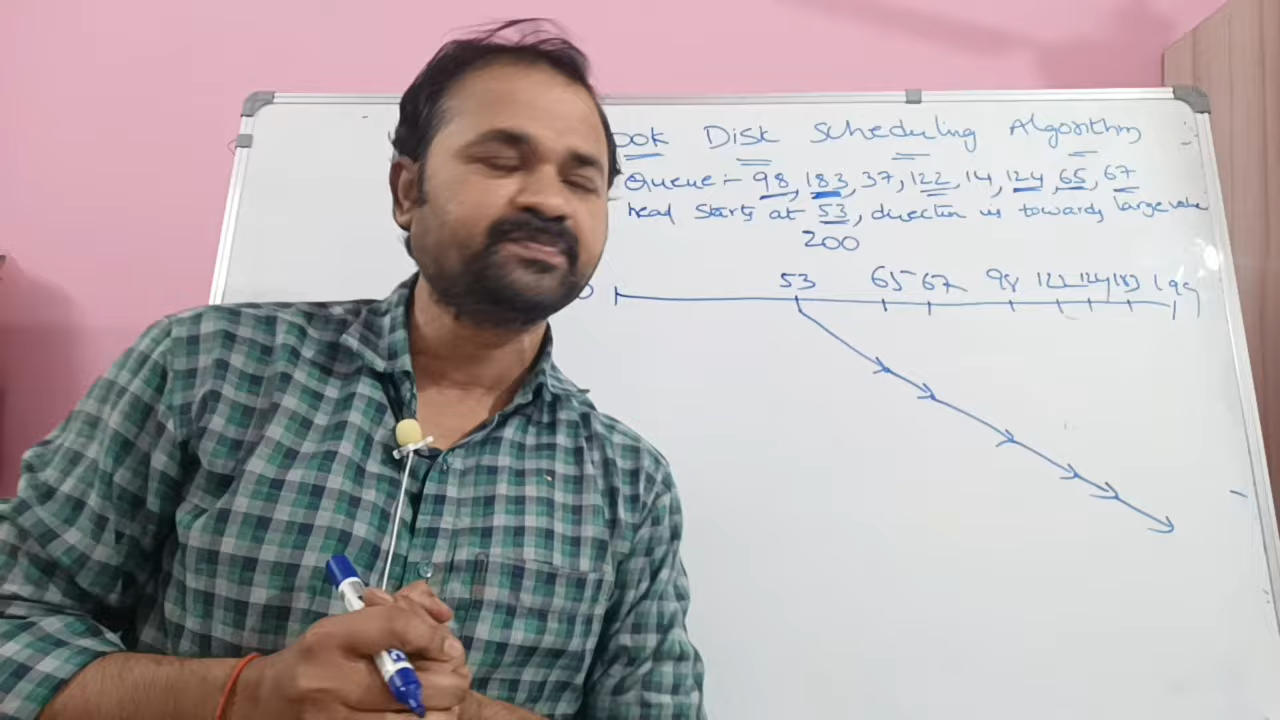 ook Disk Scheduling Algorithm
Queue:- 98, 183, 37, 122, 14, 124, 65, 67
head starts at 53, direction is towards large value
200
0 53 65 67 98 122 124 183 199